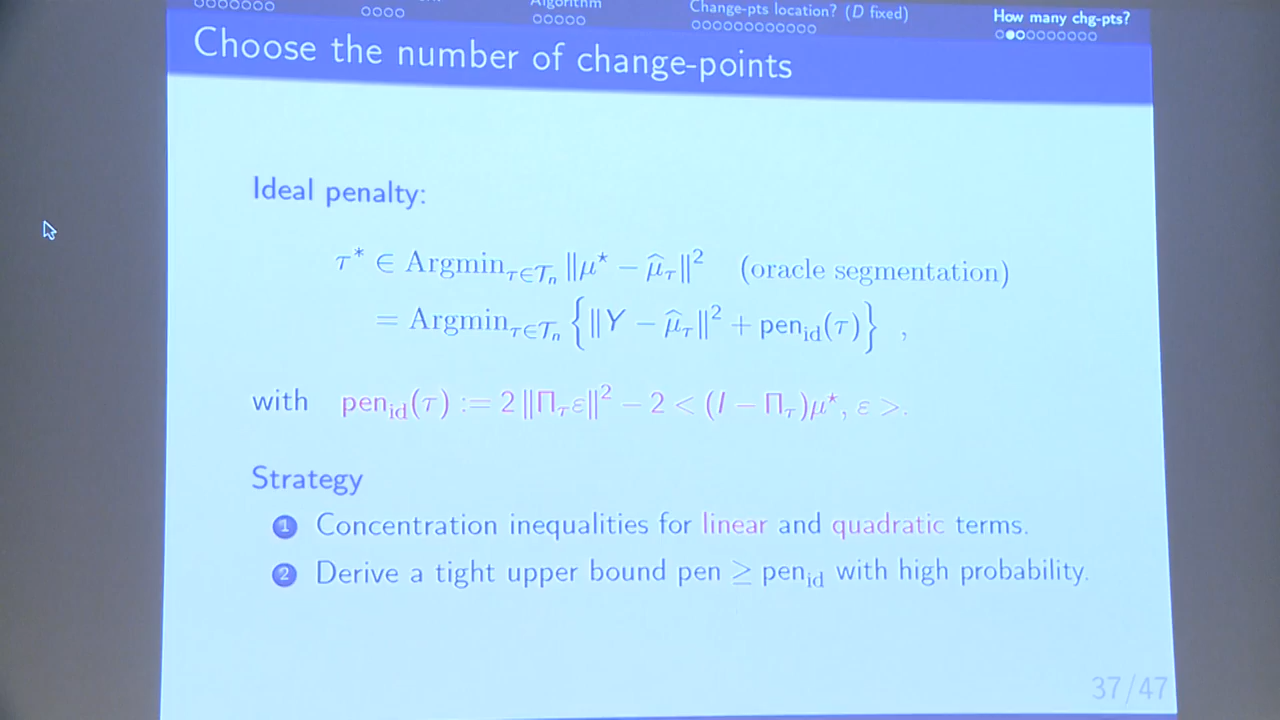 Algorithm
Change-pts location? (D fixed)
How many chg-pts?
Choose the number of change-points
Ideal penalty:
τ* ∈ Argmin_{τ∈𝒯_n} ‖μ⋆ − μ̂_τ‖² (oracle segmentation)
= Argmin_{τ∈𝒯_n} {‖Y − μ̂_τ‖² + pen_id(τ)} ,
with pen_id(τ) := 2 ‖Π_τ ε‖² − 2 < (I − Π_τ)μ⋆, ε >.
Strategy
1 Concentration inequalities for linear and quadratic terms.
2 Derive a tight upper bound pen ≥ pen_id with high probability.
37/47